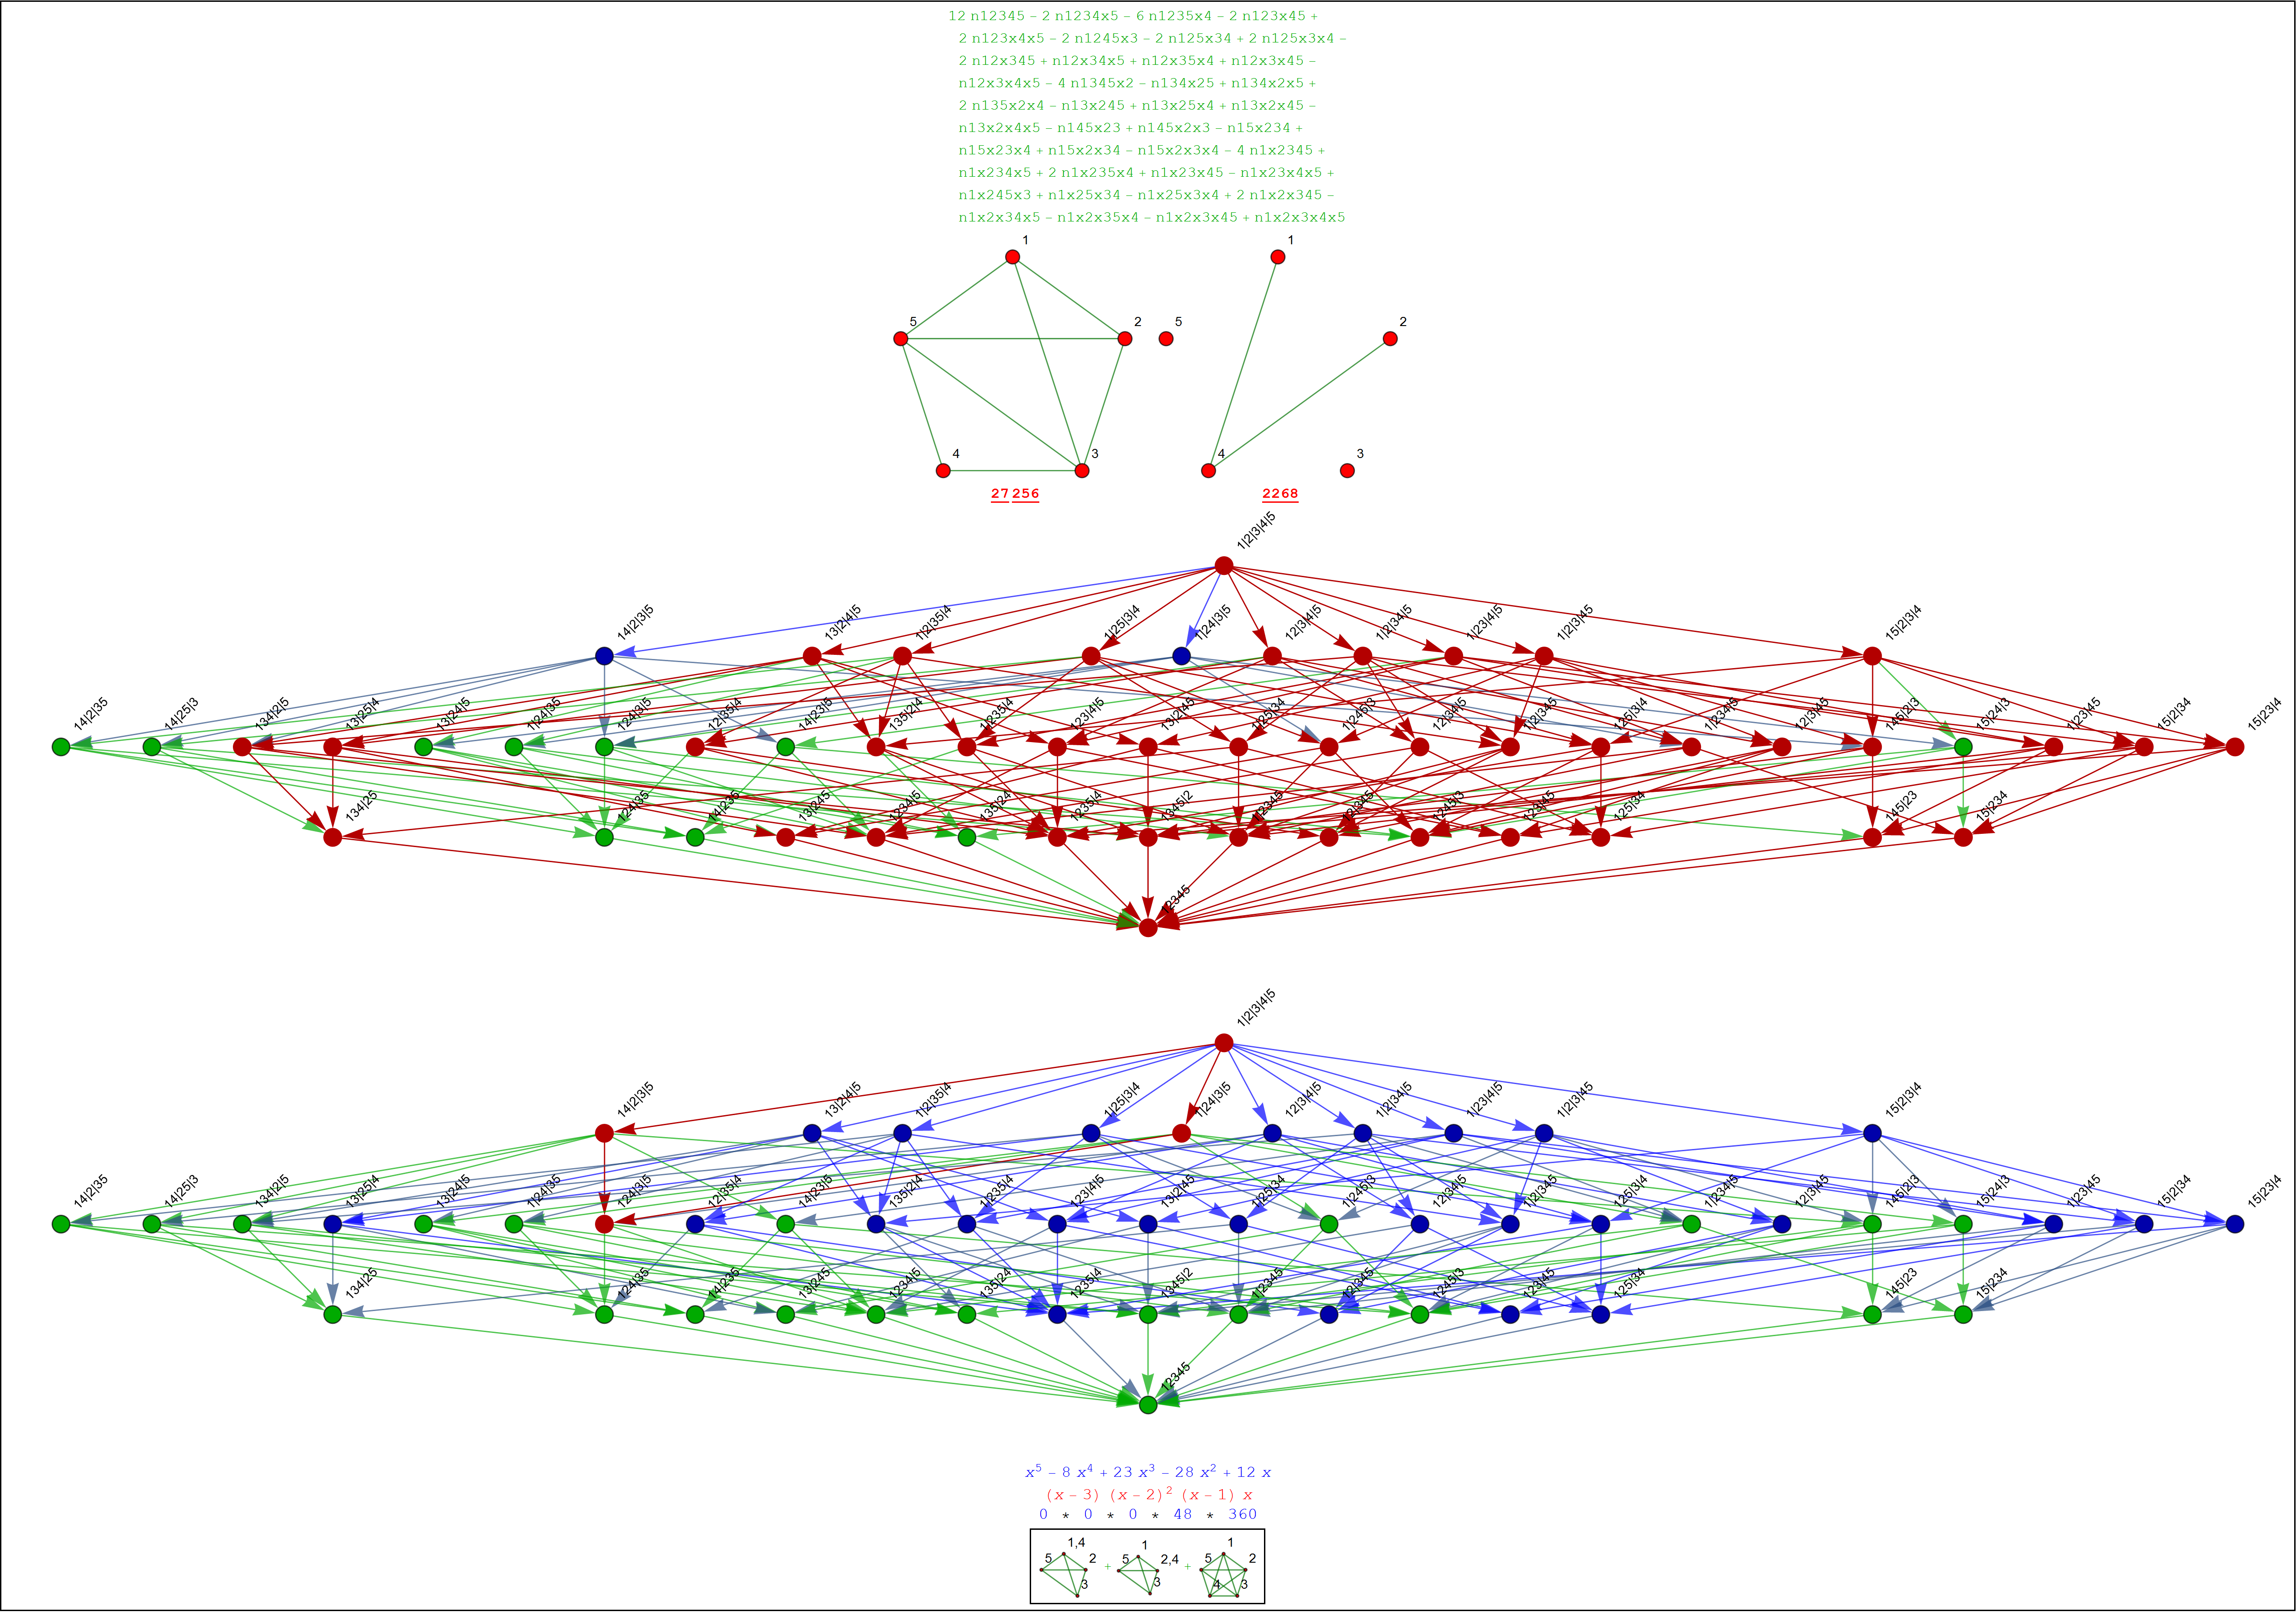 12 n12345 − 2 n1234x5 − 6 n1235x4 − 2 n123x45 +
2 n123x4x5 − 2 n1245x3 − 2 n125x34 + 2 n125x3x4 −
2 n12x345 + n12x34x5 + n12x35x4 + n12x3x45 −
n12x3x4x5 − 4 n1345x2 − n134x25 + n134x2x5 +
2 n135x2x4 − n13x245 + n13x25x4 + n13x2x45 −
n13x2x4x5 − n145x23 + n145x2x3 − n15x234 +
n15x23x4 + n15x2x34 − n15x2x3x4 − 4 n1x2345 +
n1x234x5 + 2 n1x235x4 + n1x23x45 − n1x23x4x5 +
n1x245x3 + n1x25x34 − n1x25x3x4 + 2 n1x2x345 −
n1x2x34x5 − n1x2x35x4 − n1x2x3x45 + n1x2x3x4x5
1 1
5 2 5 2
4 3 4 3
27 256 2268
1|2|3|4|5
14|2|3|5 13|2|4|5 1|2|35|4 1|25|3|4 1|24|3|5 12|3|4|5 1|2|34|5 1|23|4|5 1|2|3|45 15|2|3|4
14|2|35 14|25|3 134|2|5 13|25|4 13|24|5 1|24|35 124|3|5 12|35|4 14|23|5 135|2|4 1|235|4 123|4|5 13|2|45 1|25|34 1|245|3 12|34|5 1|2|345 125|3|4 1|234|5 12|3|45 145|2|3 15|24|3 1|23|45 15|2|34 15|23|4
134|25 124|35 14|235 13|245 1234|5 135|24 1235|4 1345|2 1|2345 12|345 1245|3 123|45 125|34 145|23 15|234
12345
1|2|3|4|5
14|2|3|5 13|2|4|5 1|2|35|4 1|25|3|4 1|24|3|5 12|3|4|5 1|2|34|5 1|23|4|5 1|2|3|45 15|2|3|4
14|2|35 14|25|3 134|2|5 13|25|4 13|24|5 1|24|35 124|3|5 12|35|4 14|23|5 135|2|4 1|235|4 123|4|5 13|2|45 1|25|34 1|245|3 12|34|5 1|2|345 125|3|4 1|234|5 12|3|45 145|2|3 15|24|3 1|23|45 15|2|34 15|23|4
134|25 124|35 14|235 13|245 1234|5 135|24 1235|4 1345|2 1|2345 12|345 1245|3 123|45 125|34 145|23 15|234
12345
x⁵ − 8 x⁴ + 23 x³ − 28 x² + 12 x
(x − 3) (x − 2)² (x − 1) x
0 * 0 * 0 * 48 * 360
1,4 1 1
5 2 + 5 2,4 + 5 2
3 3 4 3